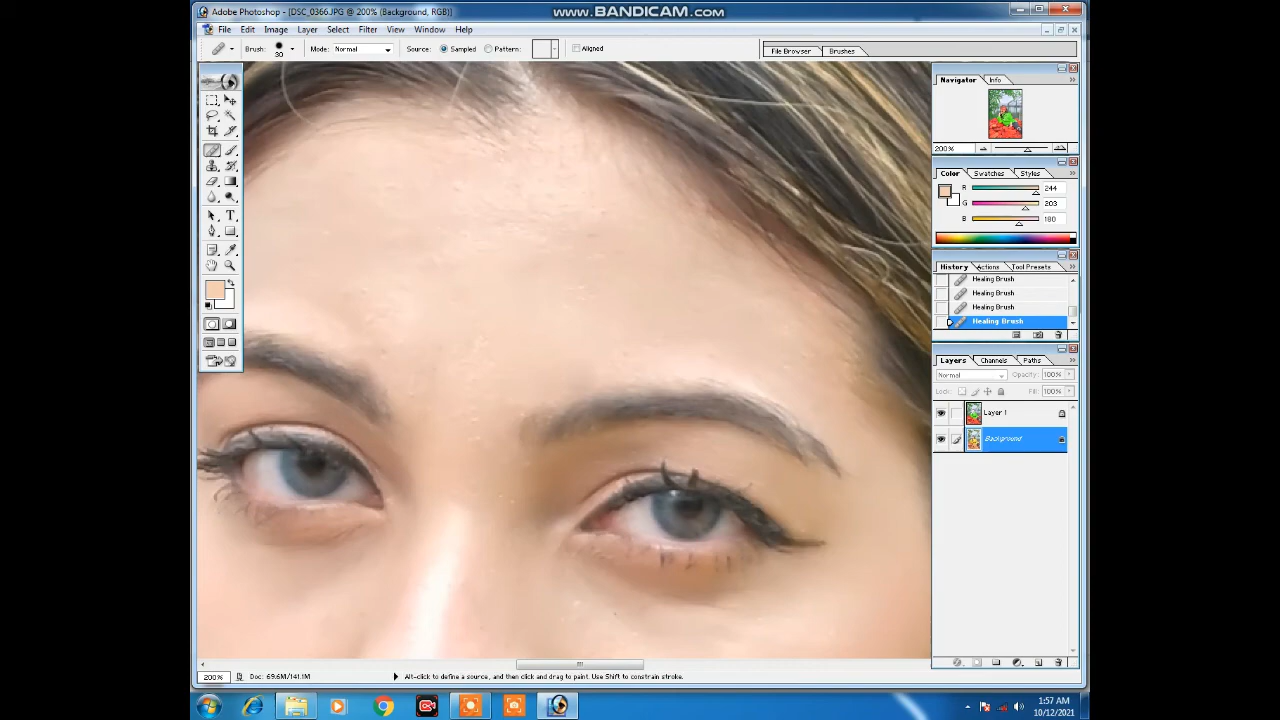 Adobe Photoshop - [DSC_0366.JPG @ 200% (Background, RGB)]
www.BANDICAM.com
File Edit Image Layer Select Filter View Window Help
Brush: 30 Mode: Normal Source: Sampled Pattern: Aligned File Browser Brushes
Navigator Info
200%
Color Swatches Styles
R 244
G 203
B 180
History Actions Tool Presets
Healing Brush
Healing Brush
Healing Brush
Healing Brush
Layers Channels Paths
Normal Opacity: 100%
Lock: Fill: 100%
Layer 1
Background
200% Doc: 69.6M/141.1M Alt-click to define a source, and then click and drag to paint. Use Shift to constrain stroke.
1:57 AM
10/12/2021